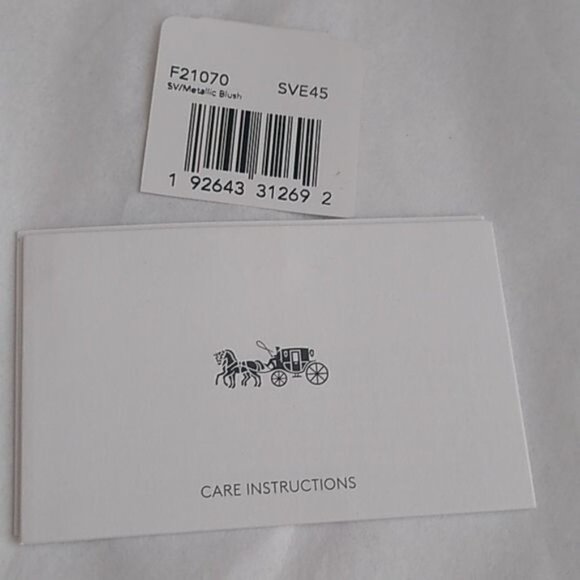 F21070 SVE45
SV/Metallic Blush
1 92643 31269 2
CARE INSTRUCTIONS